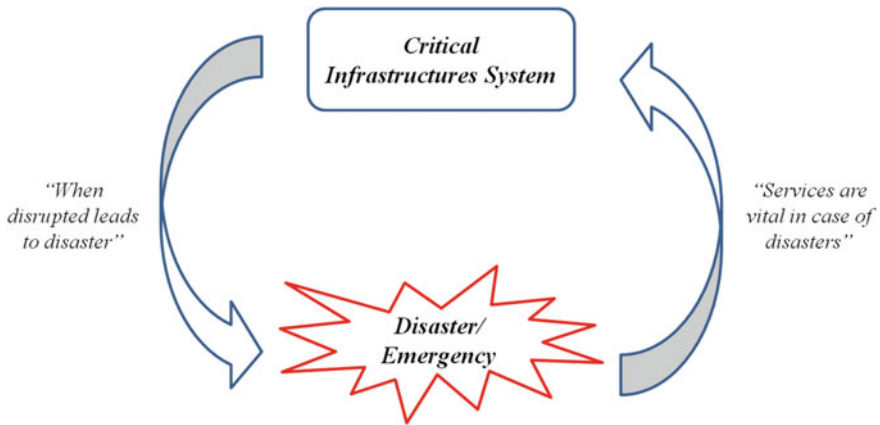 Critical
Infrastructures System
“When
disrupted leads
to disaster”
“Services are
vital in case of
disasters”
Disaster/
Emergency